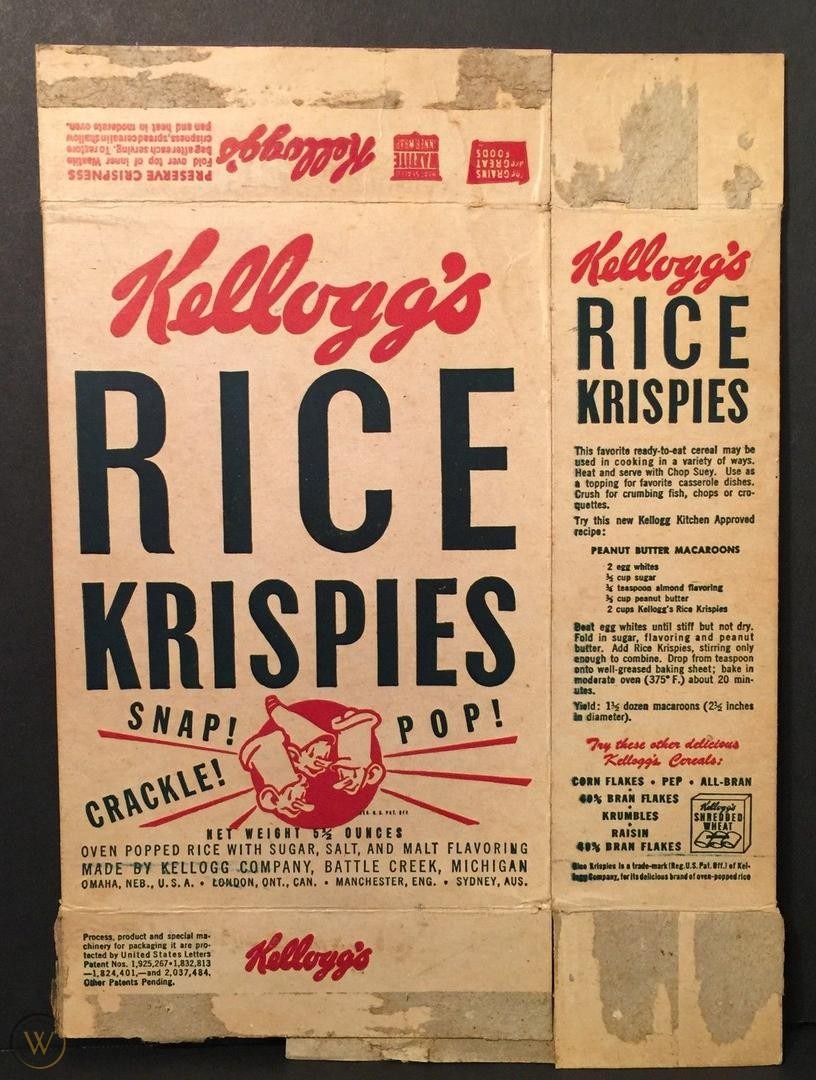 PRESERVE CRISPNESS
Fold over top of inner Waxtite
bag after each serving. To restore
crispness, spread cereal in shallow
pan and heat in moderate oven.
Kellogg's
WAXTITE
INNERWRAP
GRAINS
are GREAT
FOODS
Kellogg's
RICE
KRISPIES
SNAP!
CRACKLE!
POP!
REG. U.S. PAT. OFF.
NET WEIGHT 5½ OUNCES
OVEN POPPED RICE WITH SUGAR, SALT, AND MALT FLAVORING
MADE BY KELLOGG COMPANY, BATTLE CREEK, MICHIGAN
OMAHA, NEB., U.S.A. • LONDON, ONT., CAN. • MANCHESTER, ENG. • SYDNEY, AUS.
Process, product and special ma-
chinery for packaging it are pro-
tected by United States Letters
Patent Nos. 1,925,267•1,832,813
—1,824,401,—and 2,037,484.
Other Patents Pending.
Kellogg's
Kellogg's
RICE
KRISPIES
This favorite ready-to-eat cereal may be
used in cooking in a variety of ways.
Heat and serve with Chop Suey. Use as
a topping for favorite casserole dishes.
Crush for crumbing fish, chops or cro-
quettes.
Try this new Kellogg Kitchen Approved
recipe:
PEANUT BUTTER MACAROONS
2 egg whites
cup sugar
teaspoon almond flavoring
cup peanut butter
2 cups Kellogg's Rice Krispies
Beat egg whites until stiff but not dry.
Fold in sugar, flavoring and peanut
butter. Add Rice Krispies, stirring only
enough to combine. Drop from teaspoon
onto well-greased baking sheet; bake in
moderate oven (375° F.) about 20 min-
utes.
Yield: 1½ dozen macaroons (2½ inches
in diameter).
Try these other delicious
Kellogg's Cereals:
CORN FLAKES • PEP • ALL-BRAN
•
40% BRAN FLAKES
•
KRUMBLES
•
RAISIN
40% BRAN FLAKES
Kellogg's
SHREDDED
WHEAT
Rice Krispies is a trade-mark (Reg. U.S. Pat. Off.) of Kel-
logg Company, for its delicious brand of oven-popped rice
W